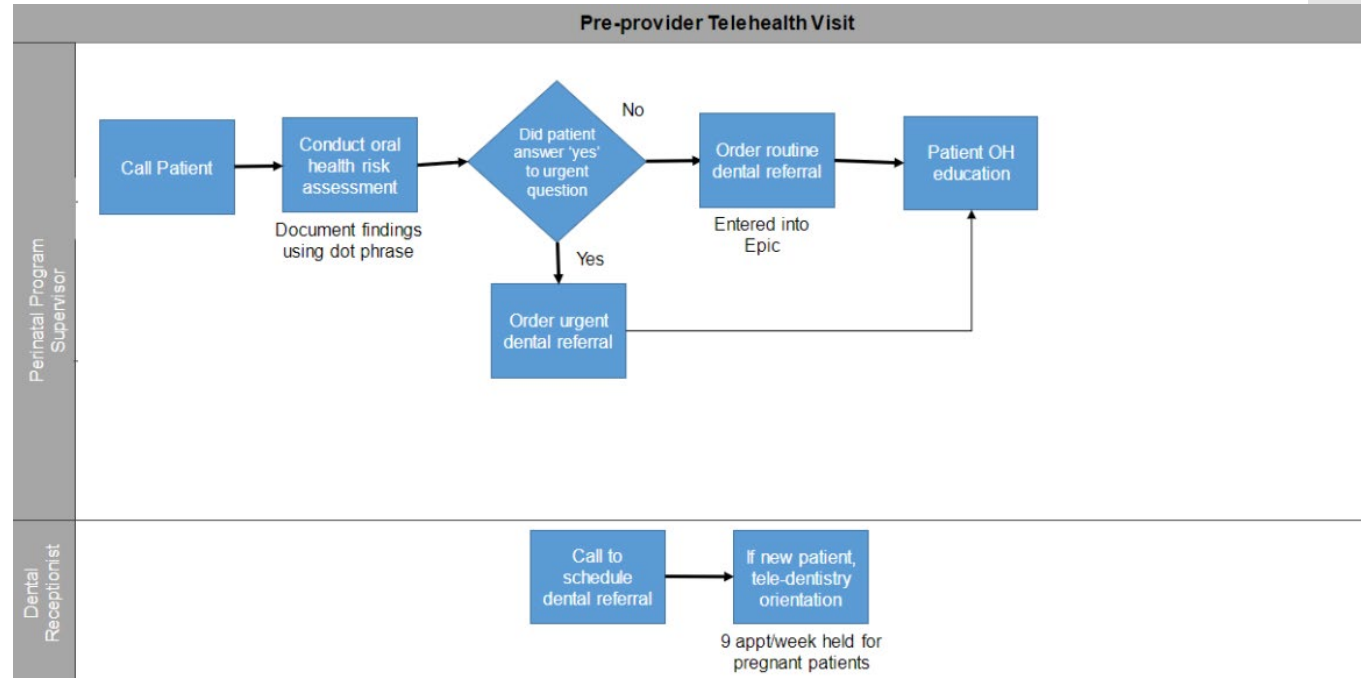 Pre-provider Telehealth Visit
Perinatal Program
Supervisor
Call Patient
Conduct oral
health risk
assessment
Document findings
using dot phrase
Did patient
answer 'yes'
to urgent
question
No
Yes
Order routine
dental referral
Entered into
Epic
Patient OH
education
Order urgent
dental referral
Dental
Receptionist
Call to
schedule
dental referral
If new patient,
tele-dentistry
orientation
9 appt/week held for
pregnant patients